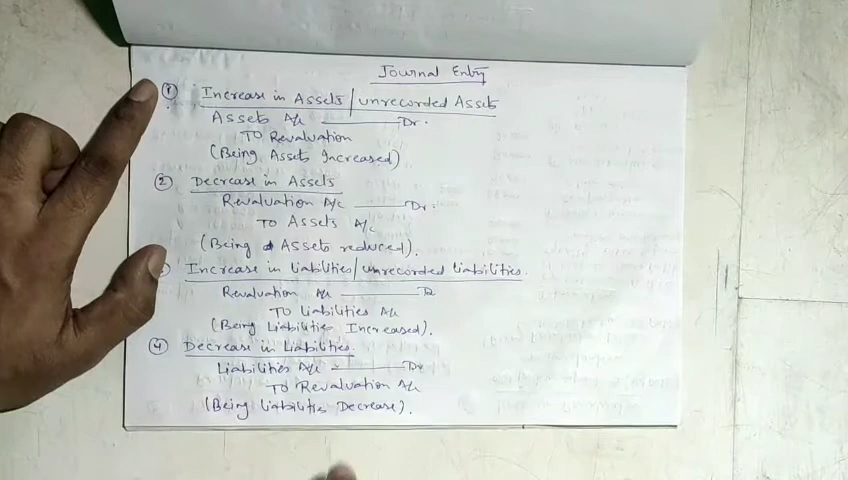 Journal Entry
① Increase in Assets / unrecorded Assets
Assets A/c ——— Dr.
To Revaluation
(Being Assets Increased)
② Decrease in Assets
Revaluation A/c ——— Dr.
To Assets A/c
(Being Assets reduced).
Increase in Liabilities / unrecorded liabilities.
Revaluation A/c ——— Dr
To Liabilities A/c
(Being Liabilities Increased).
④ Decrease in Liabilities.
Liabilities A/c ——— Dr
To Revaluation A/c
(Being Liabilities Decrease).